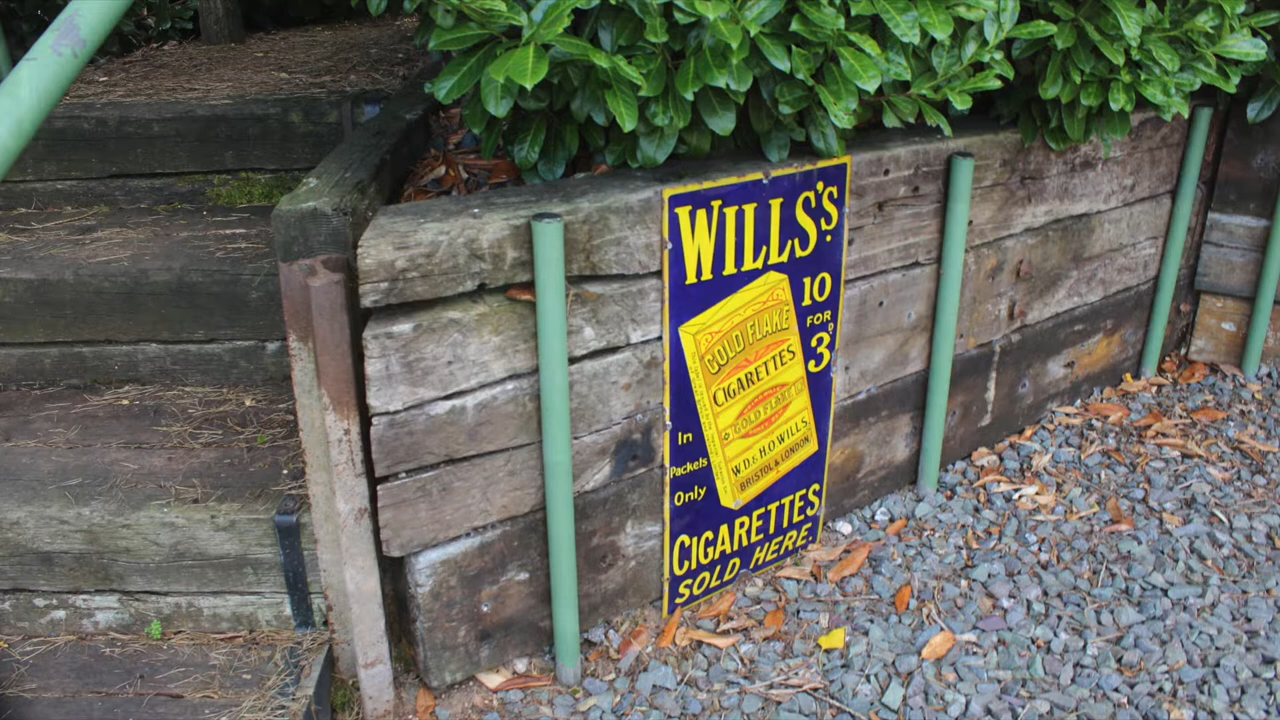 WILLS'S.
10
FOR
3D
GOLD FLAKE
CIGARETTES
GOLD FLAKE
W.D. & H.O. WILLS.
BRISTOL & LONDON
In
Packets
Only
CIGARETTES
SOLD HERE.